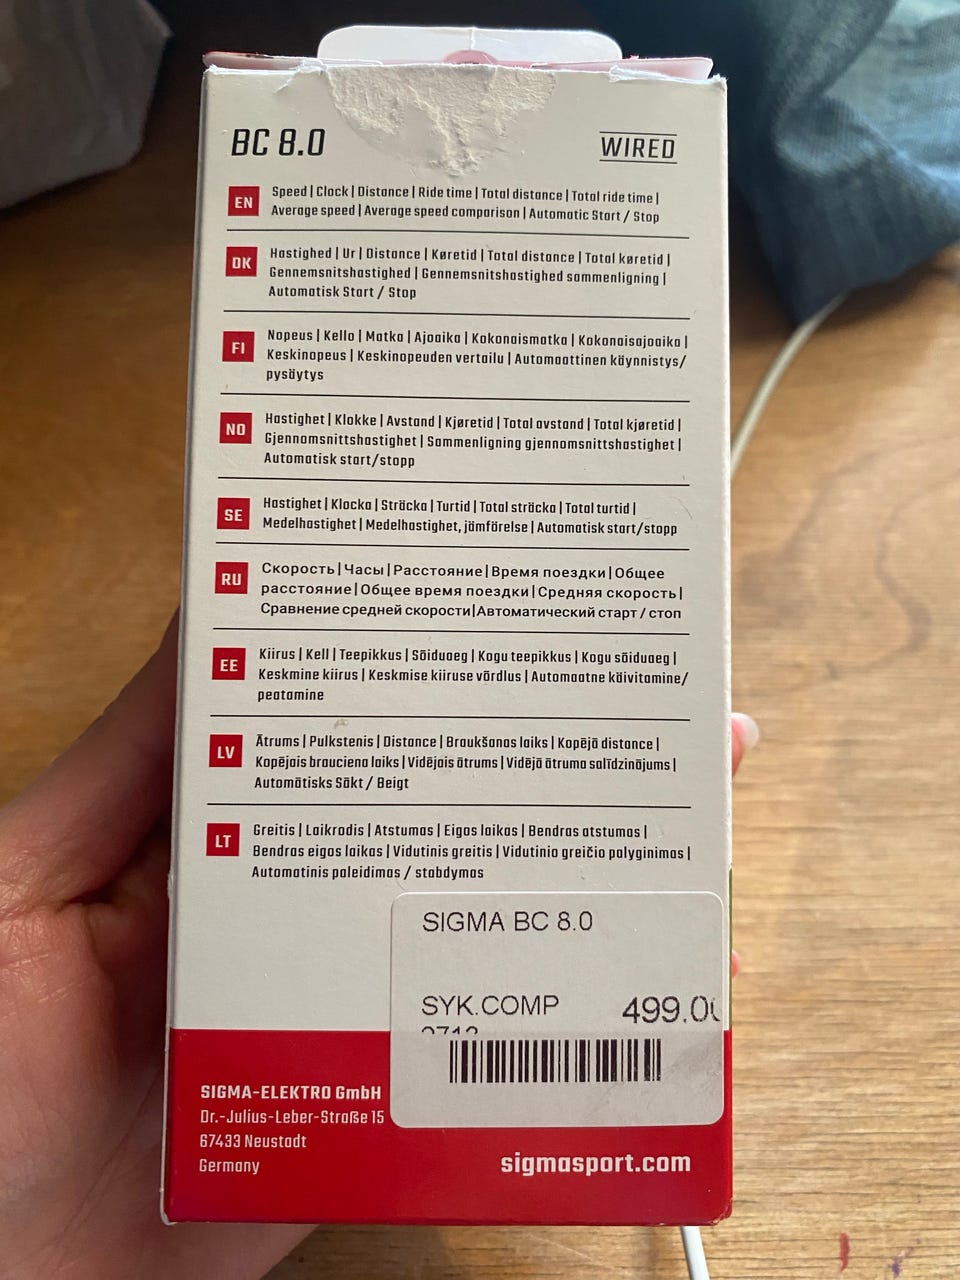 BC 8.0
WIRED
EN
Speed | Clock | Distance | Ride time | Total distance | Total ride time |
Average speed | Average speed comparison | Automatic Start / Stop
DK
Hastighed | Ur | Distance | Køretid | Total distance | Total køretid |
Gennemsnitshastighed | Gennemsnitshastighed sammenligning |
Automatisk Start / Stop
FI
Nopeus | Kello | Matka | Ajoaika | Kokonaismatka | Kokonaisajoaika |
Keskinopeus | Keskinopeuden vertailu | Automaattinen käynnistys/
pysäytys
NO
Hastighet | Klokke | Avstand | Kjøretid | Total avstand | Total kjøretid |
Gjennomsnittshastighet | Sammenligning gjennomsnittshastighet |
Automatisk start/stopp
SE
Hastighet | Klocka | Sträcka | Turtid | Total sträcka | Total turtid |
Medelhastighet | Medelhastighet, jämförelse | Automatisk start/stopp
RU
Скорость | Часы | Расстояние | Время поездки | Общее
расстояние | Общее время поездки | Средняя скорость |
Сравнение средней скорости | Автоматический старт / стоп
EE
Kiirus | Kell | Teepikkus | Sõiduaeg | Kogu teepikkus | Kogu sõiduaeg |
Keskmine kiirus | Keskmise kiiruse võrdlus | Automaatne käivitamine/
peatamine
LV
Ātrums | Pulkstenis | Distance | Braukšanas laiks | Kopējā distance |
Kopējais brauciena laiks | Vidējais ātrums | Vidējā ātruma salīdzinājums |
Automātisks Sākt / Beigt
LT
Greitis | Laikrodis | Atstumas | Eigos laikas | Bendras atstumas |
Bendras eigos laikas | Vidutinis greitis | Vidutinio greičio palyginimas |
Automatinis paleidimas / stabdymas
SIGMA BC 8.0
SYK.COMP 499.00
SIGMA-ELEKTRO GmbH
Dr.-Julius-Leber-Straße 15
67433 Neustadt
Germany
sigmasport.com